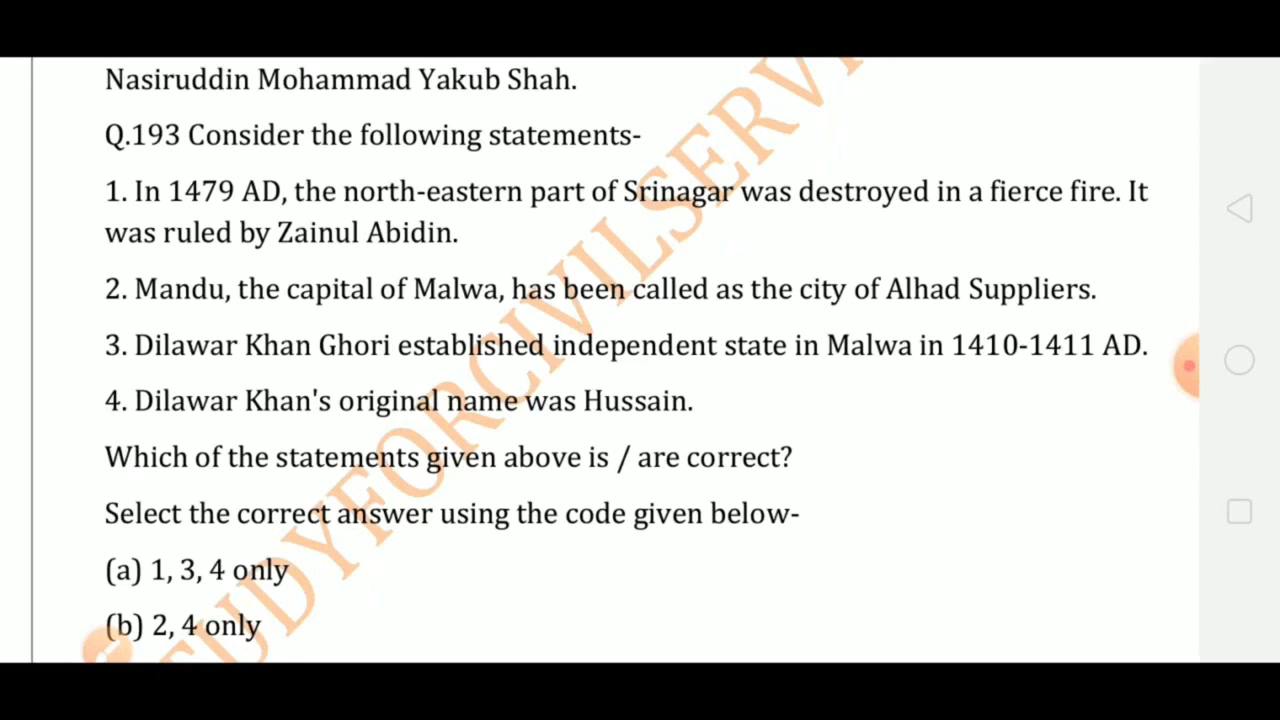 Nasiruddin Mohammad Yakub Shah.
Q.193 Consider the following statements-
1. In 1479 AD, the north-eastern part of Srinagar was destroyed in a fierce fire. It
was ruled by Zainul Abidin.
2. Mandu, the capital of Malwa, has been called as the city of Alhad Suppliers.
3. Dilawar Khan Ghori established independent state in Malwa in 1410-1411 AD.
4. Dilawar Khan's original name was Hussain.
Which of the statements given above is / are correct?
Select the correct answer using the code given below-
(a) 1, 3, 4 only
(b) 2, 4 only
TUDYFORCIVILSERV